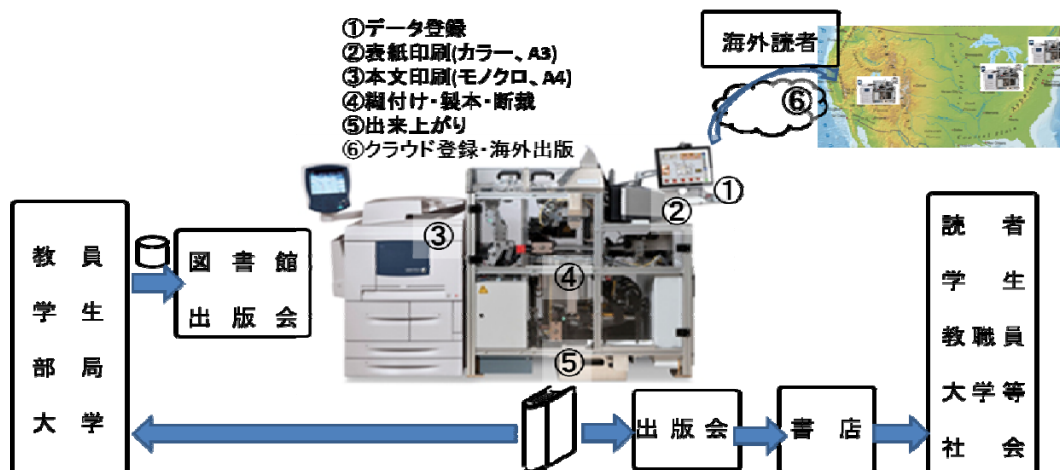 ①データ登録
②表紙印刷(カラー、A3)
③本文印刷(モノクロ、A4)
④糊付け・製本・断裁
⑤出来上がり
⑥クラウド登録・海外出版
海外読者
⑥
①
②
③
④
⑤
教員
学生
部局
大学
図書館
出版会
出版会
書店
読者
学生
教職員
大学等
社会